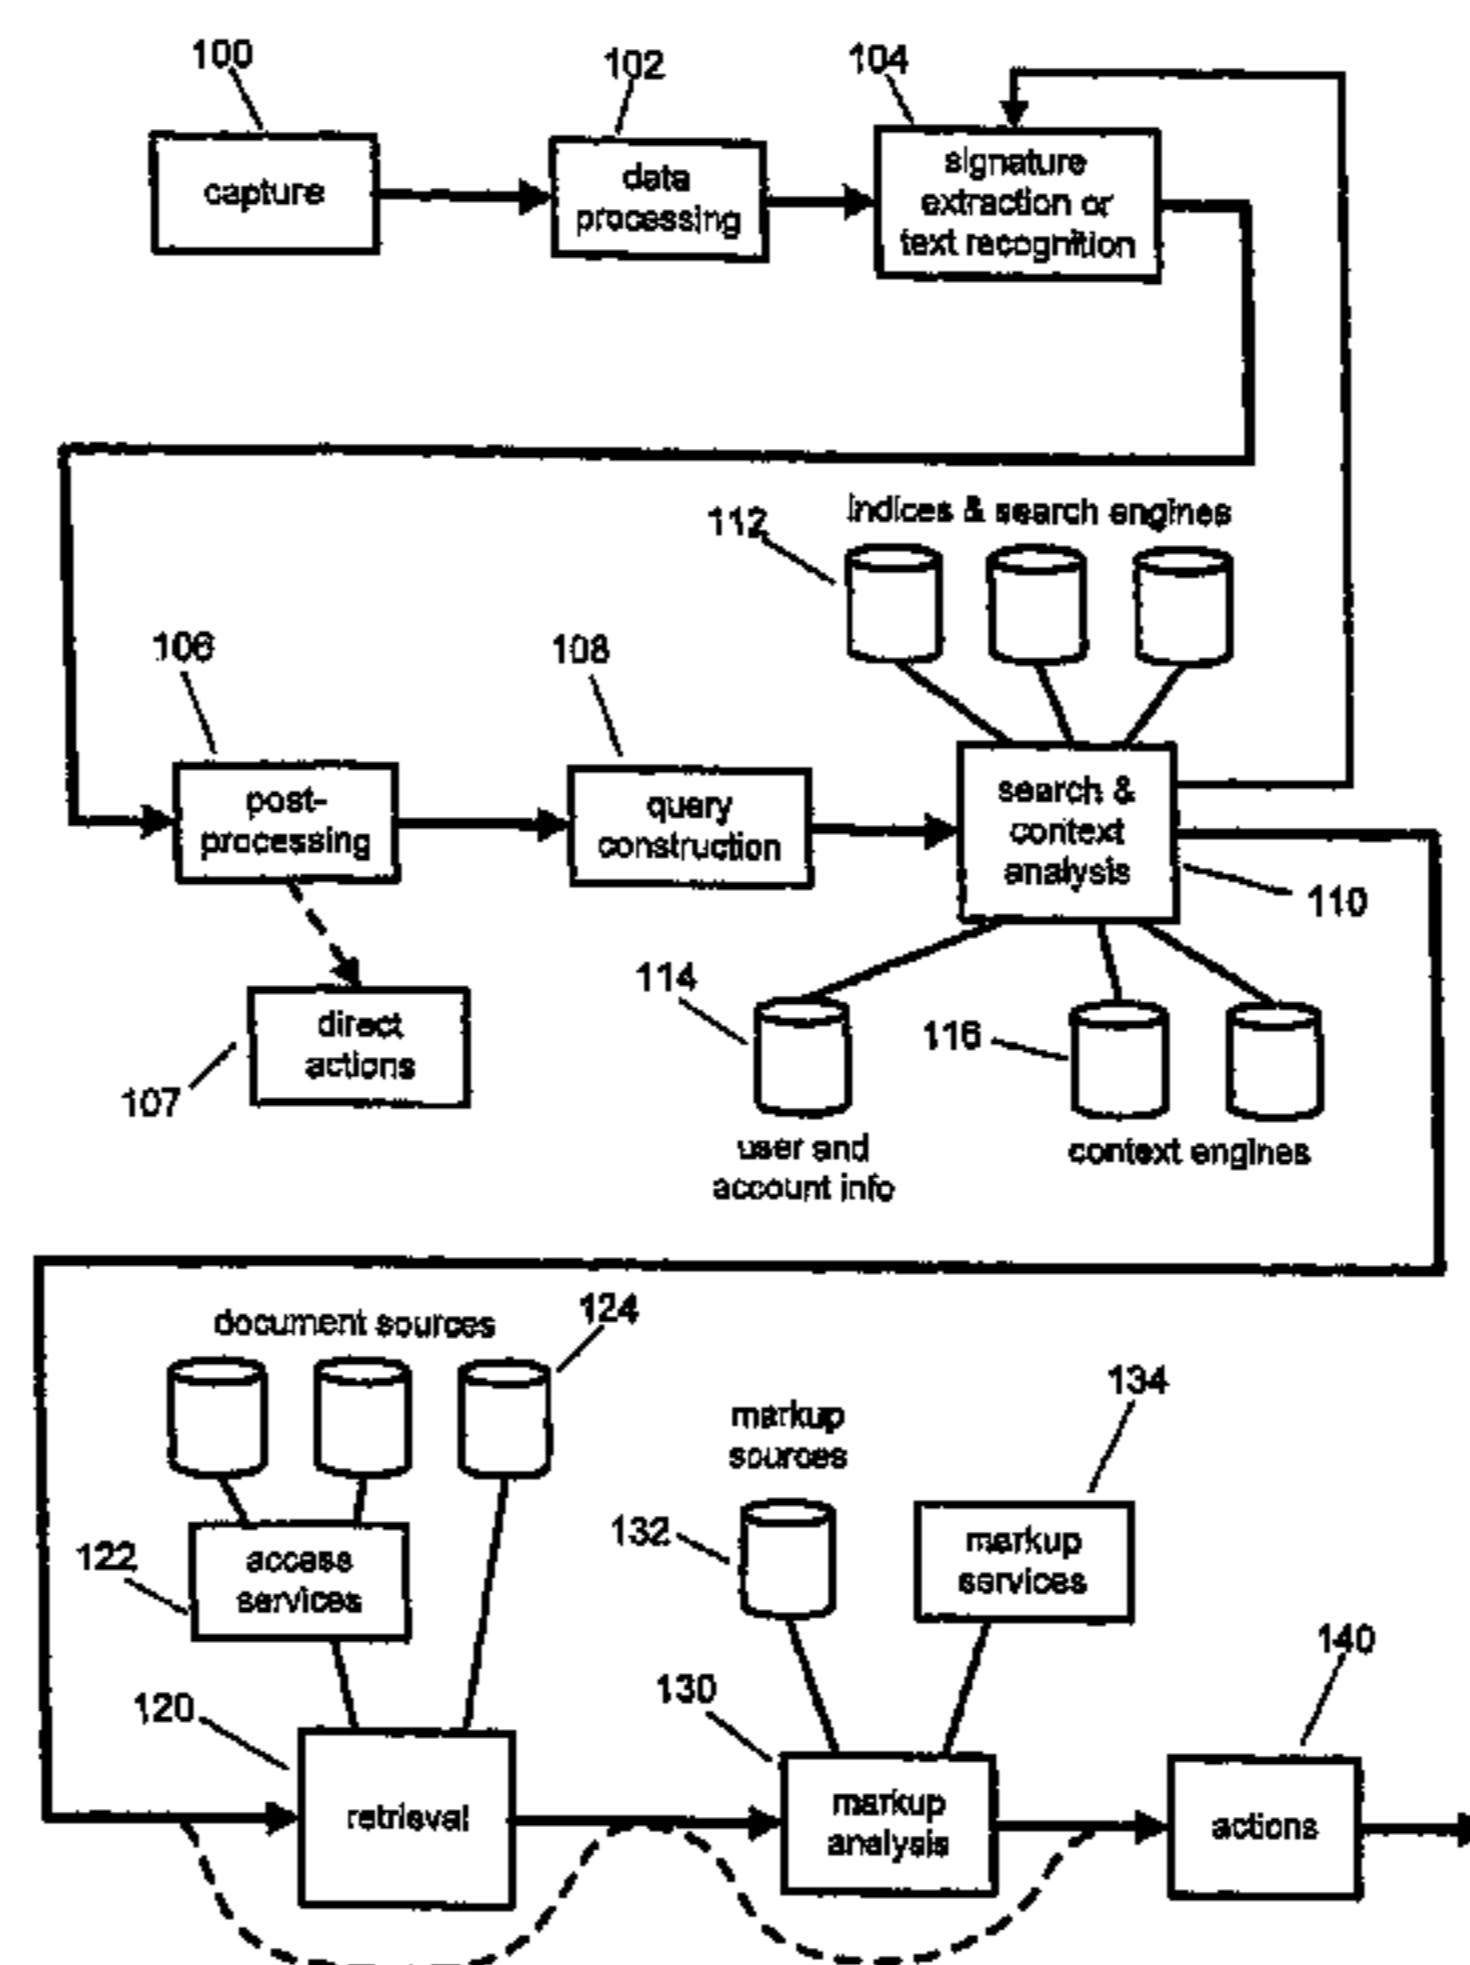 100
102
104
capture
data
processing
signature
extraction or
text recognition
indices & search engines
112
106
108
post-
processing
query
construction
search &
context
analysis
110
114
116
direct
actions
107
user and
account info
context engines
document sources
124
134
markup
sources
132
markup
services
122
access
services
140
120
130
retrieval
markup
analysis
actions